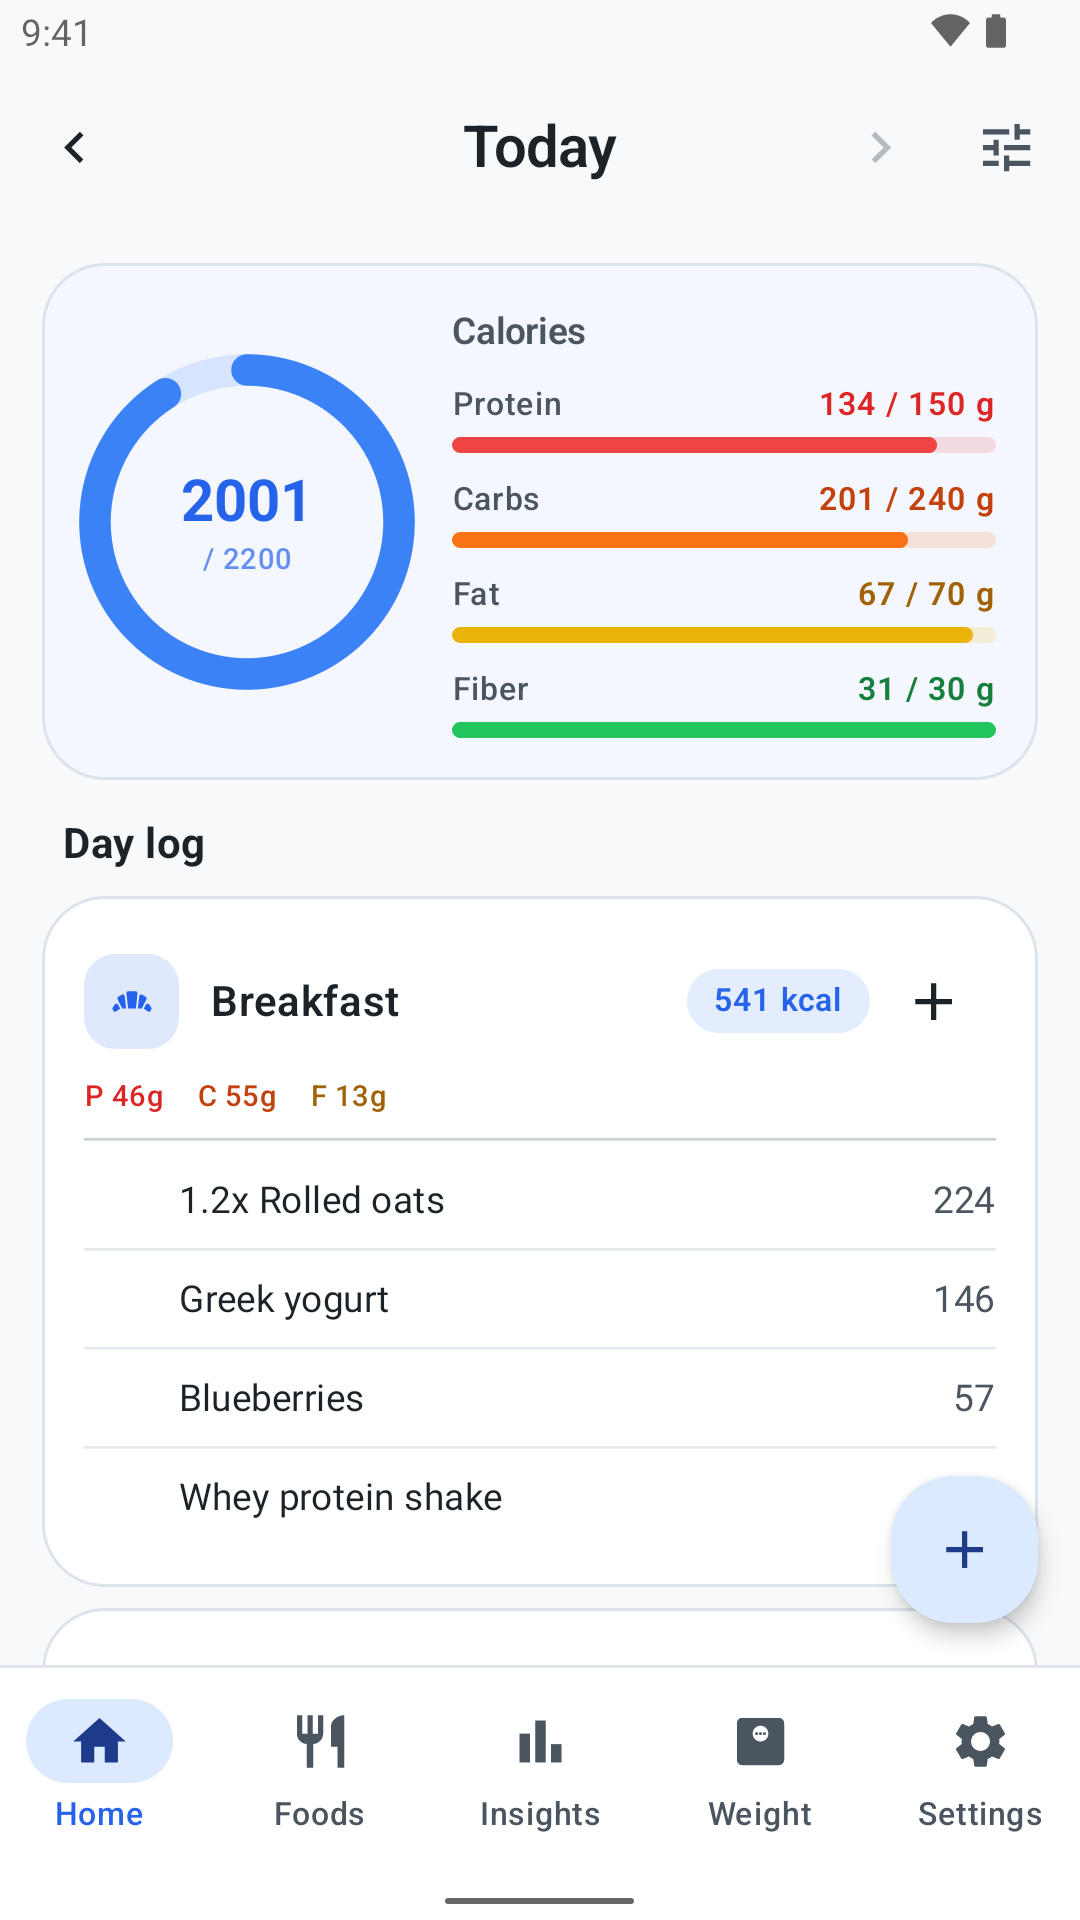 9:41
Today
Calories
Protein 134 / 150 g
Carbs 201 / 240 g
Fat 67 / 70 g
Fiber 31 / 30 g
2001
/ 2200
Day log
Breakfast 541 kcal
P 46g C 55g F 13g
1.2x Rolled oats 224
Greek yogurt 146
Blueberries 57
Whey protein shake
Home Foods Insights Weight Settings